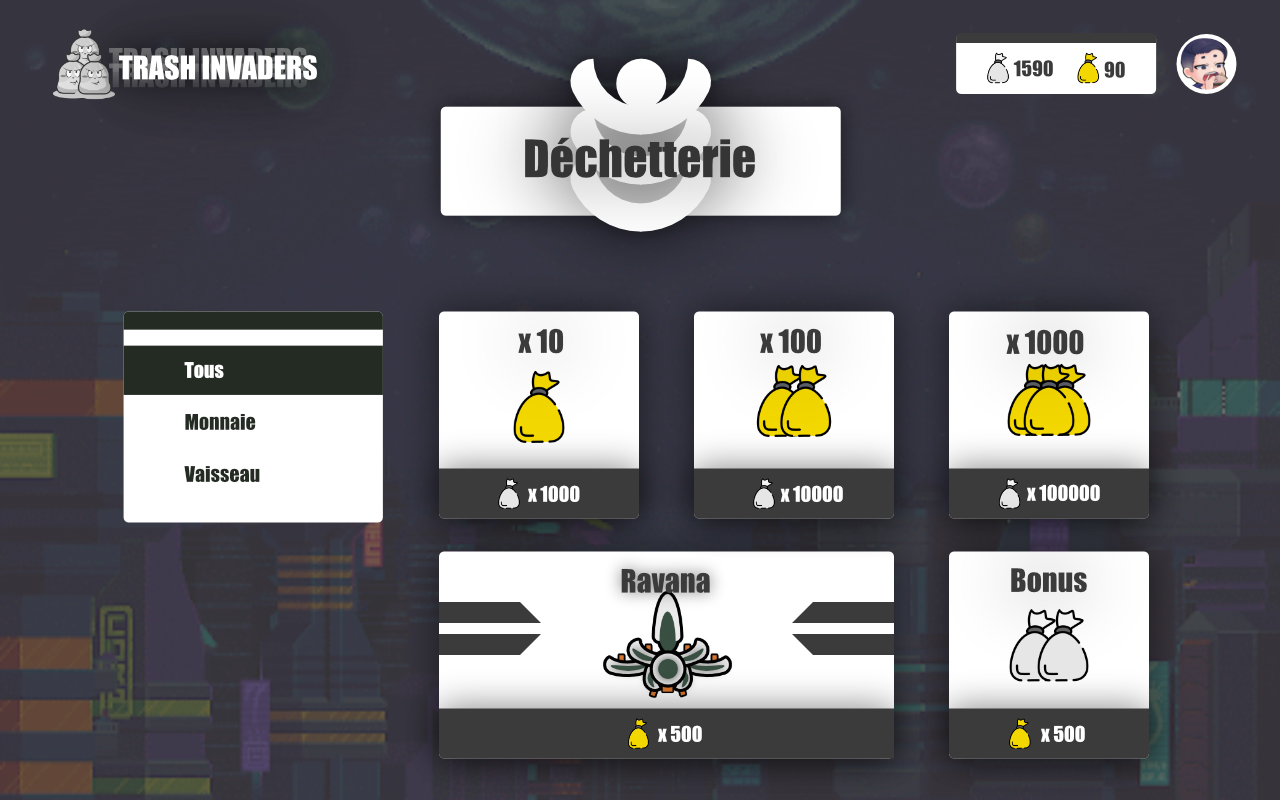 TRASH INVADERS
1590
90
Déchetterie
Tous
Monnaie
Vaisseau
x 10
x 1000
x 100
x 10000
x 1000
x 100000
Ravana
x 500
Bonus
x 500